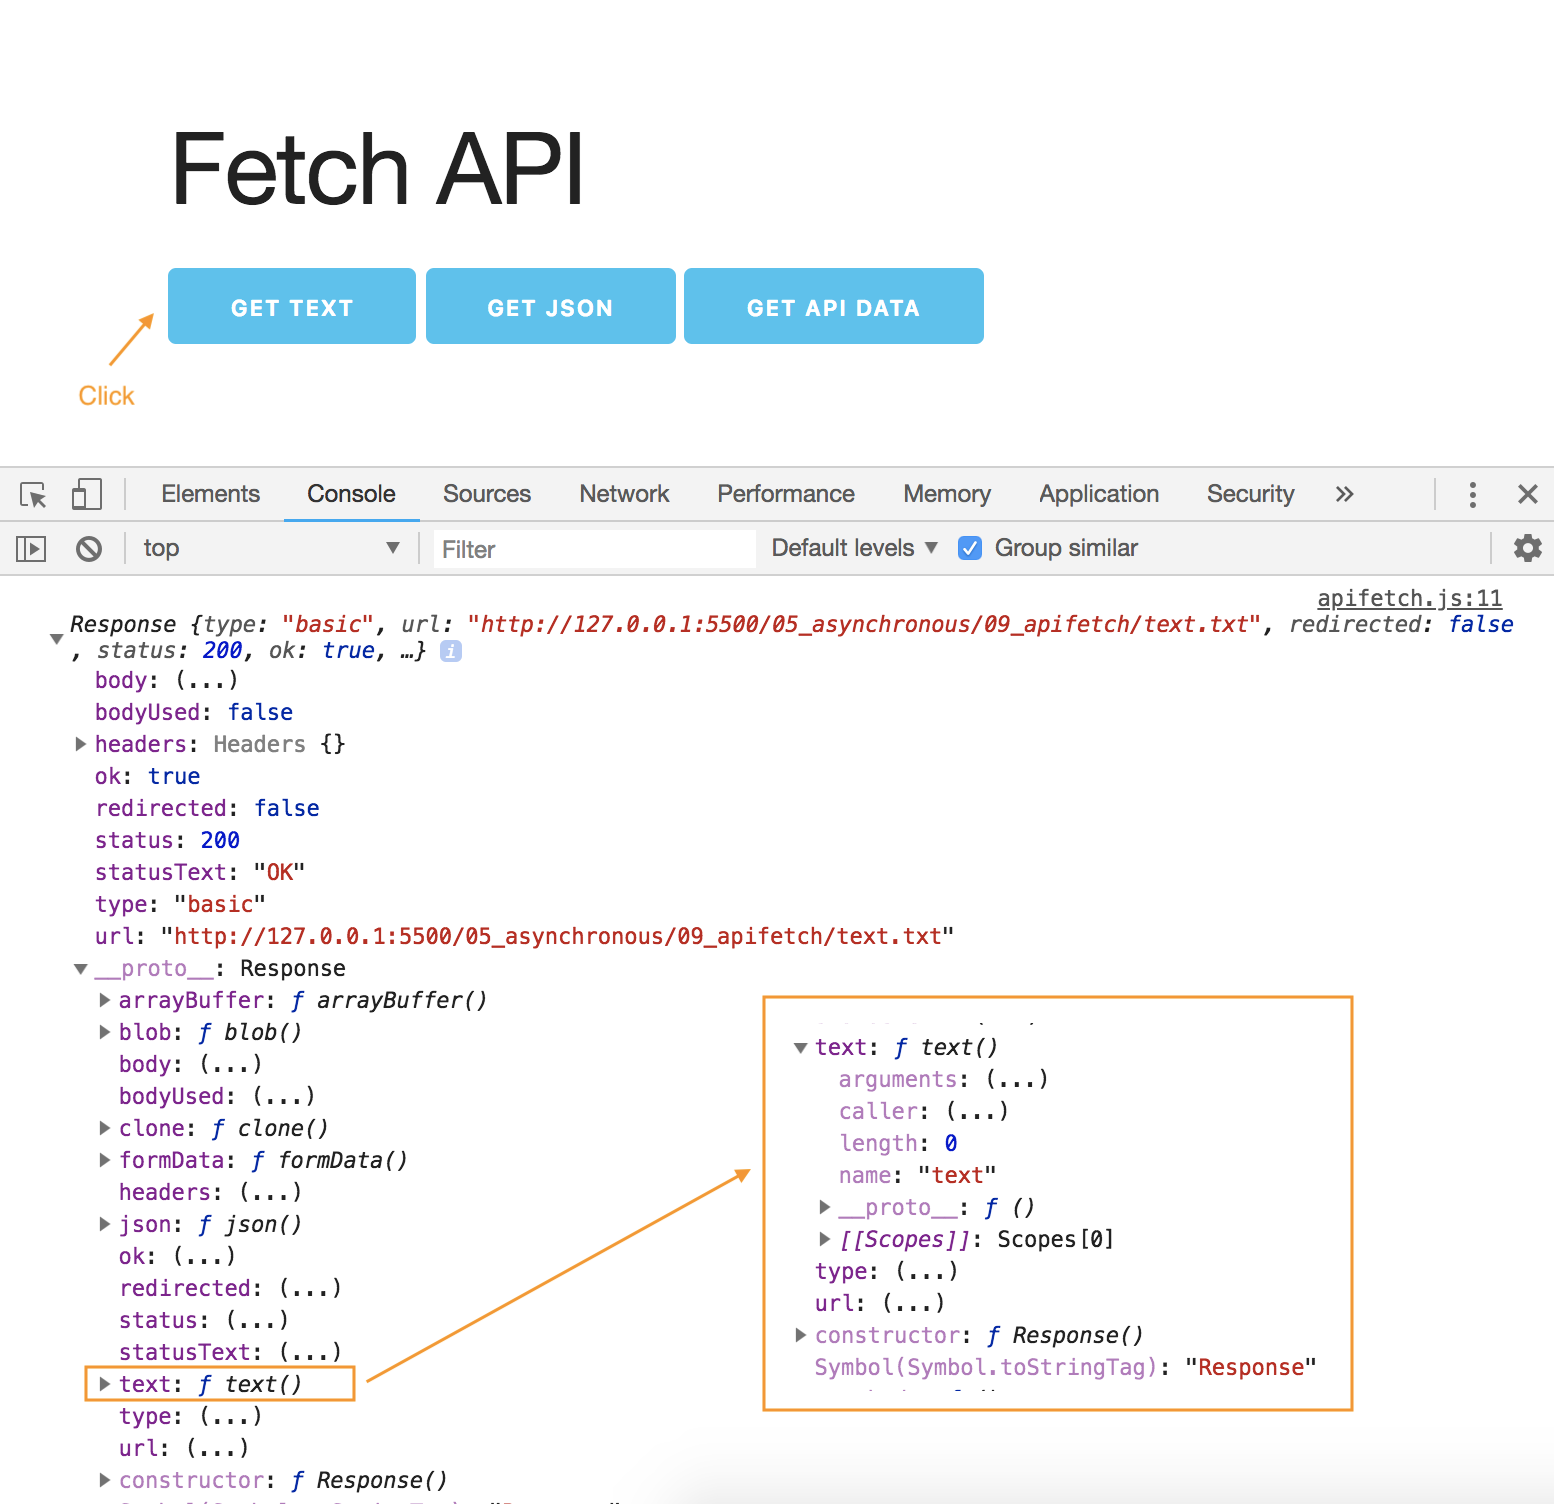 Fetch API
GET TEXT GET JSON GET API DATA
Click
Elements Console Sources Network Performance Memory Application Security »
top Filter Default levels Group similar
apifetch.js:11
Response {type: "basic", url: "http://127.0.0.1:5500/05_asynchronous/09_apifetch/text.txt", redirected: false
, status: 200, ok: true, …} i
body: (...)
bodyUsed: false
headers: Headers {}
ok: true
redirected: false
status: 200
statusText: "OK"
type: "basic"
url: "http://127.0.0.1:5500/05_asynchronous/09_apifetch/text.txt"
__proto__: Response
arrayBuffer: ƒ arrayBuffer()
blob: ƒ blob()
body: (...)
bodyUsed: (...)
clone: ƒ clone()
formData: ƒ formData()
headers: (...)
json: ƒ json()
ok: (...)
redirected: (...)
status: (...)
statusText: (...)
text: ƒ text()
type: (...)
url: (...)
constructor: ƒ Response()
text: ƒ text()
arguments: (...)
caller: (...)
length: 0
name: "text"
__proto__: ƒ ()
[[Scopes]]: Scopes[0]
type: (...)
url: (...)
constructor: ƒ Response()
Symbol(Symbol.toStringTag): "Response"